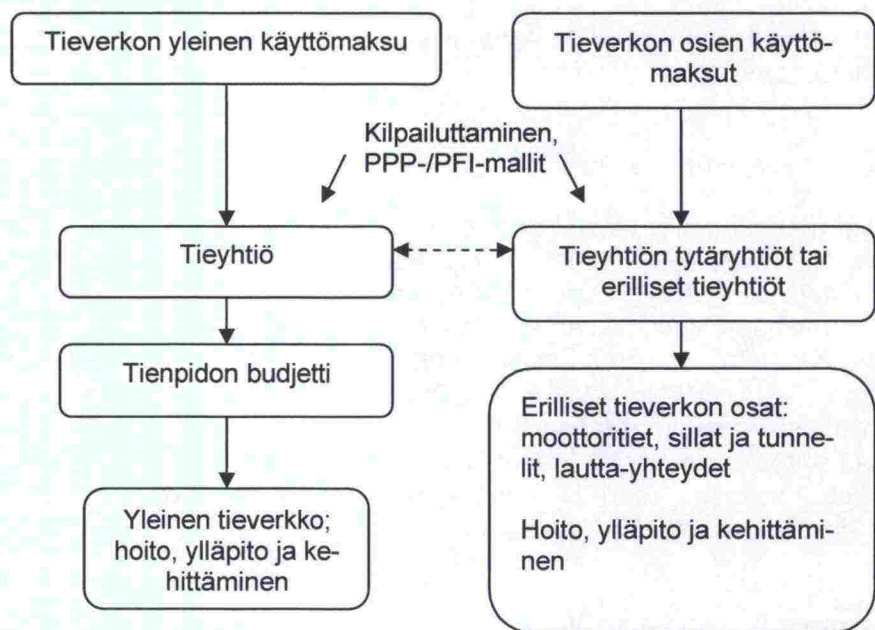 Tieverkon yleinen käyttömaksu
Tieverkon osien käyttö-
maksut
Kilpailuttaminen,
PPP-/PFI-mallit
Tieyhtiö
Tieyhtiön tytäryhtiöt tai
erilliset tieyhtiöt
Tienpidon budjetti
Erilliset tieverkon osat:
moottoritiet, sillat ja tunne-
lit, lautta-yhteydet
Hoito, ylläpito ja kehittämi-
nen
Yleinen tieverkko;
hoito, ylläpito ja ke-
hittäminen